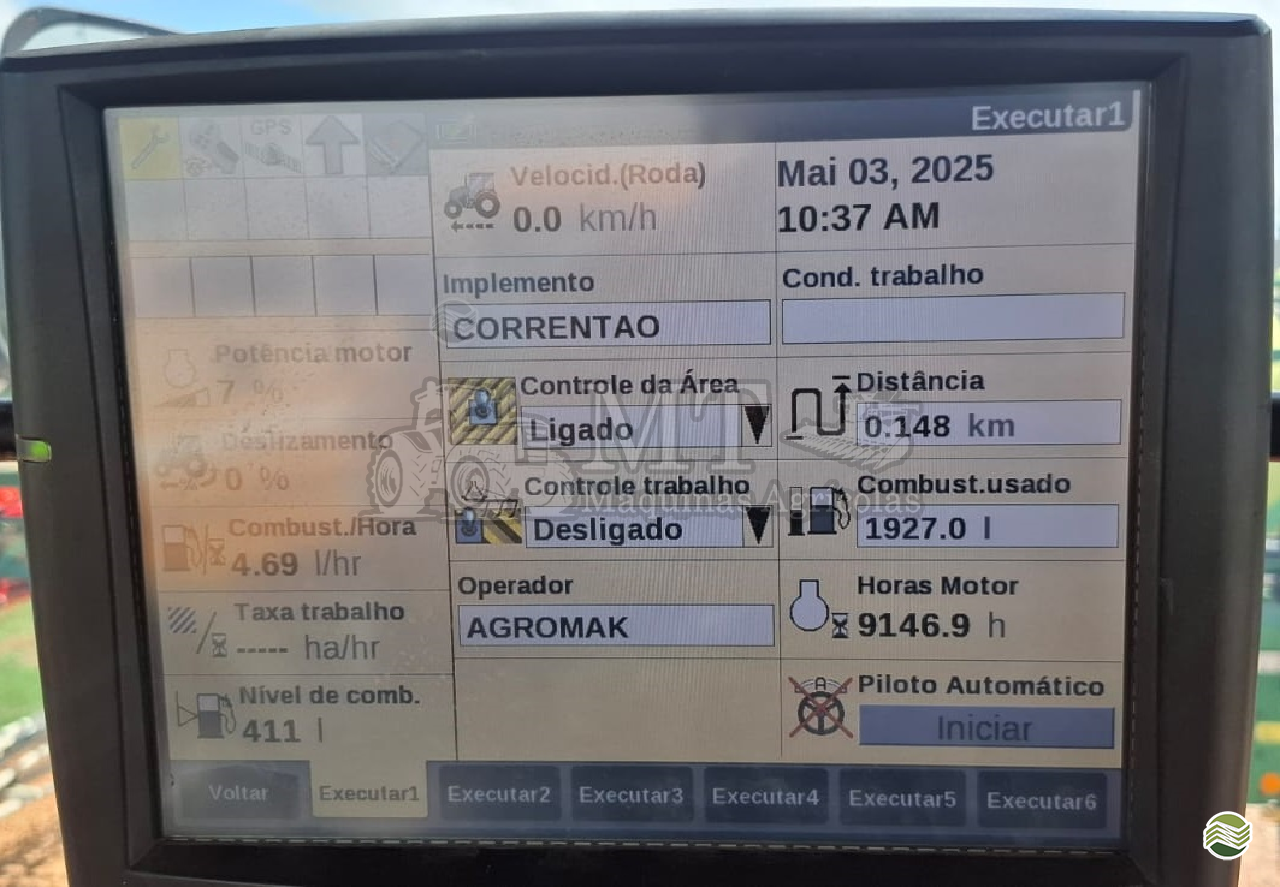 Executar1
GPS
Velocid.(Roda)
0.0 km/h
Mai 03, 2025
10:37 AM
Implemento
CORRENTAO
Cond. trabalho
Potência motor
7 %
Deslizamento
0 %
Combust./Hora
4.69 l/hr
Taxa trabalho
----- ha/hr
Nível de comb.
411 l
Controle da Área
Ligado
Controle trabalho
Desligado
Operador
AGROMAK
Distância
0.148 km
Combust.usado
1927.0 l
Horas Motor
9146.9 h
A
Piloto Automático
Iniciar
MT
Máquinas Agrícolas
Voltar
Executar1
Executar2
Executar3
Executar4
Executar5
Executar6